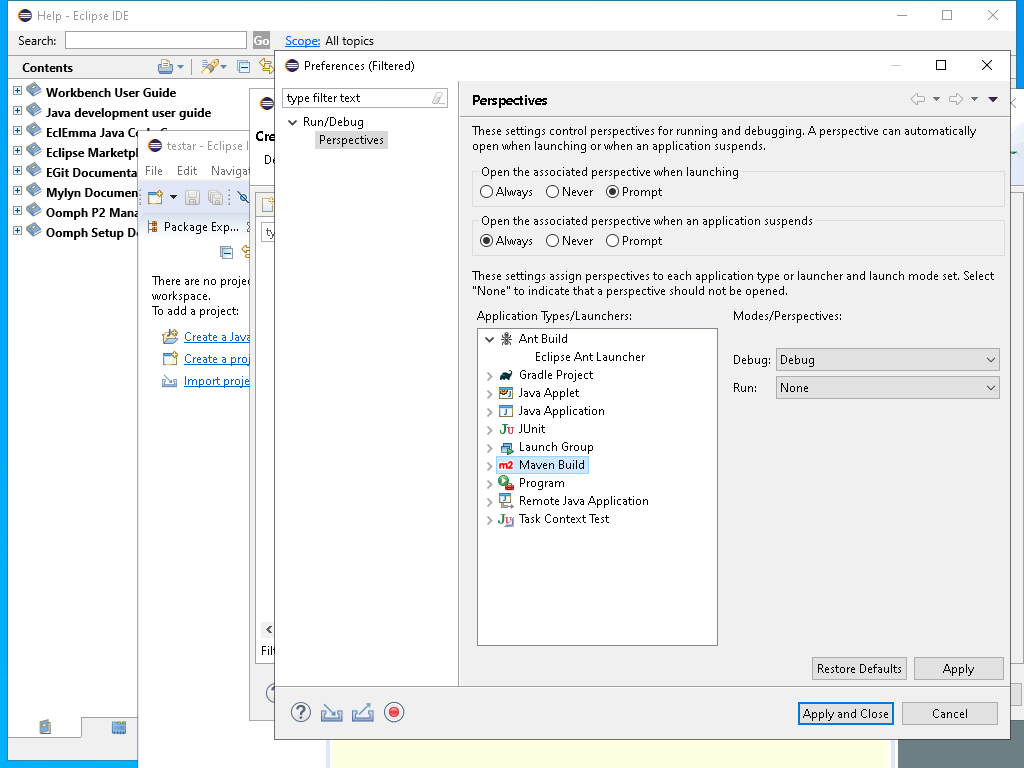 Help - Eclipse IDE
Search:
Go
Scope: All topics
Contents
Workbench User Guide
Java development user guide
EclEmma Java Code
Eclipse Marketpl
EGit Documenta
Mylyn Documen
Oomph P2 Mana
Oomph Setup D
testar - Eclipse I
File Edit Navigat
Package Exp...
There are no projec
workspace.
To add a project:
Create a Java
Create a proj
Import proje
Cre
De
ty
Filt
Preferences (Filtered)
type filter text
Run/Debug
Perspectives
Perspectives
These settings control perspectives for running and debugging. A perspective can automatically
open when launching or when an application suspends.
Open the associated perspective when launching
Always Never Prompt
Open the associated perspective when an application suspends
Always Never Prompt
These settings assign perspectives to each application type or launcher and launch mode set. Select
"None" to indicate that a perspective should not be opened.
Application Types/Launchers:
Ant Build
Eclipse Ant Launcher
Gradle Project
Java Applet
Java Application
Ju JUnit
Launch Group
m2 Maven Build
Program
Remote Java Application
Task Context Test
Modes/Perspectives:
Debug: Debug
Run: None
Restore Defaults
Apply
Apply and Close
Cancel